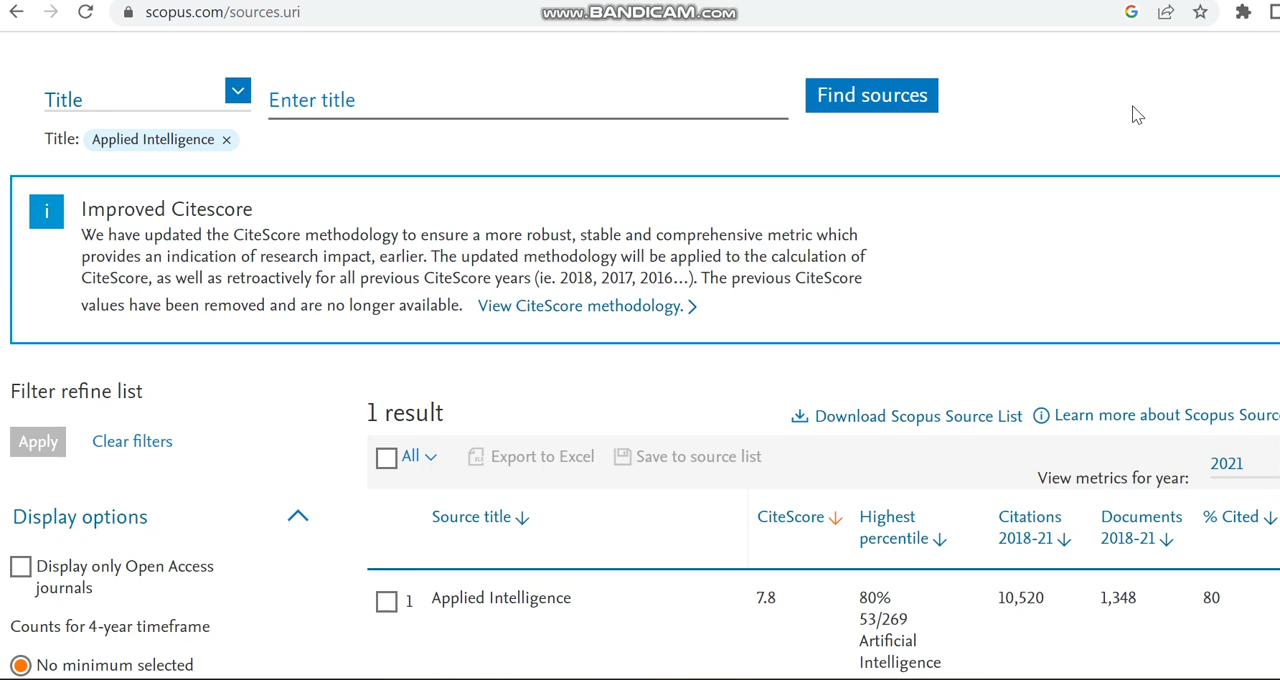 scopus.com/sources.uri
www.BANDICAM.com
Title
Enter title
Find sources
Title: Applied Intelligence ×
i
Improved Citescore
We have updated the CiteScore methodology to ensure a more robust, stable and comprehensive metric which
provides an indication of research impact, earlier. The updated methodology will be applied to the calculation of
CiteScore, as well as retroactively for all previous CiteScore years (ie. 2018, 2017, 2016...). The previous CiteScore
values have been removed and are no longer available. View CiteScore methodology. >
Filter refine list
Apply Clear filters
Display options
Display only Open Access
journals
Counts for 4-year timeframe
No minimum selected
1 result
Download Scopus Source List
Learn more about Scopus Sourc
All
Export to Excel
Save to source list
View metrics for year: 2021
Source title
CiteScore
Highest
percentile
Citations
2018-21
Documents
2018-21
% Cited
1 Applied Intelligence 7.8 80% 10,520 1,348 80
53/269
Artificial
Intelligence